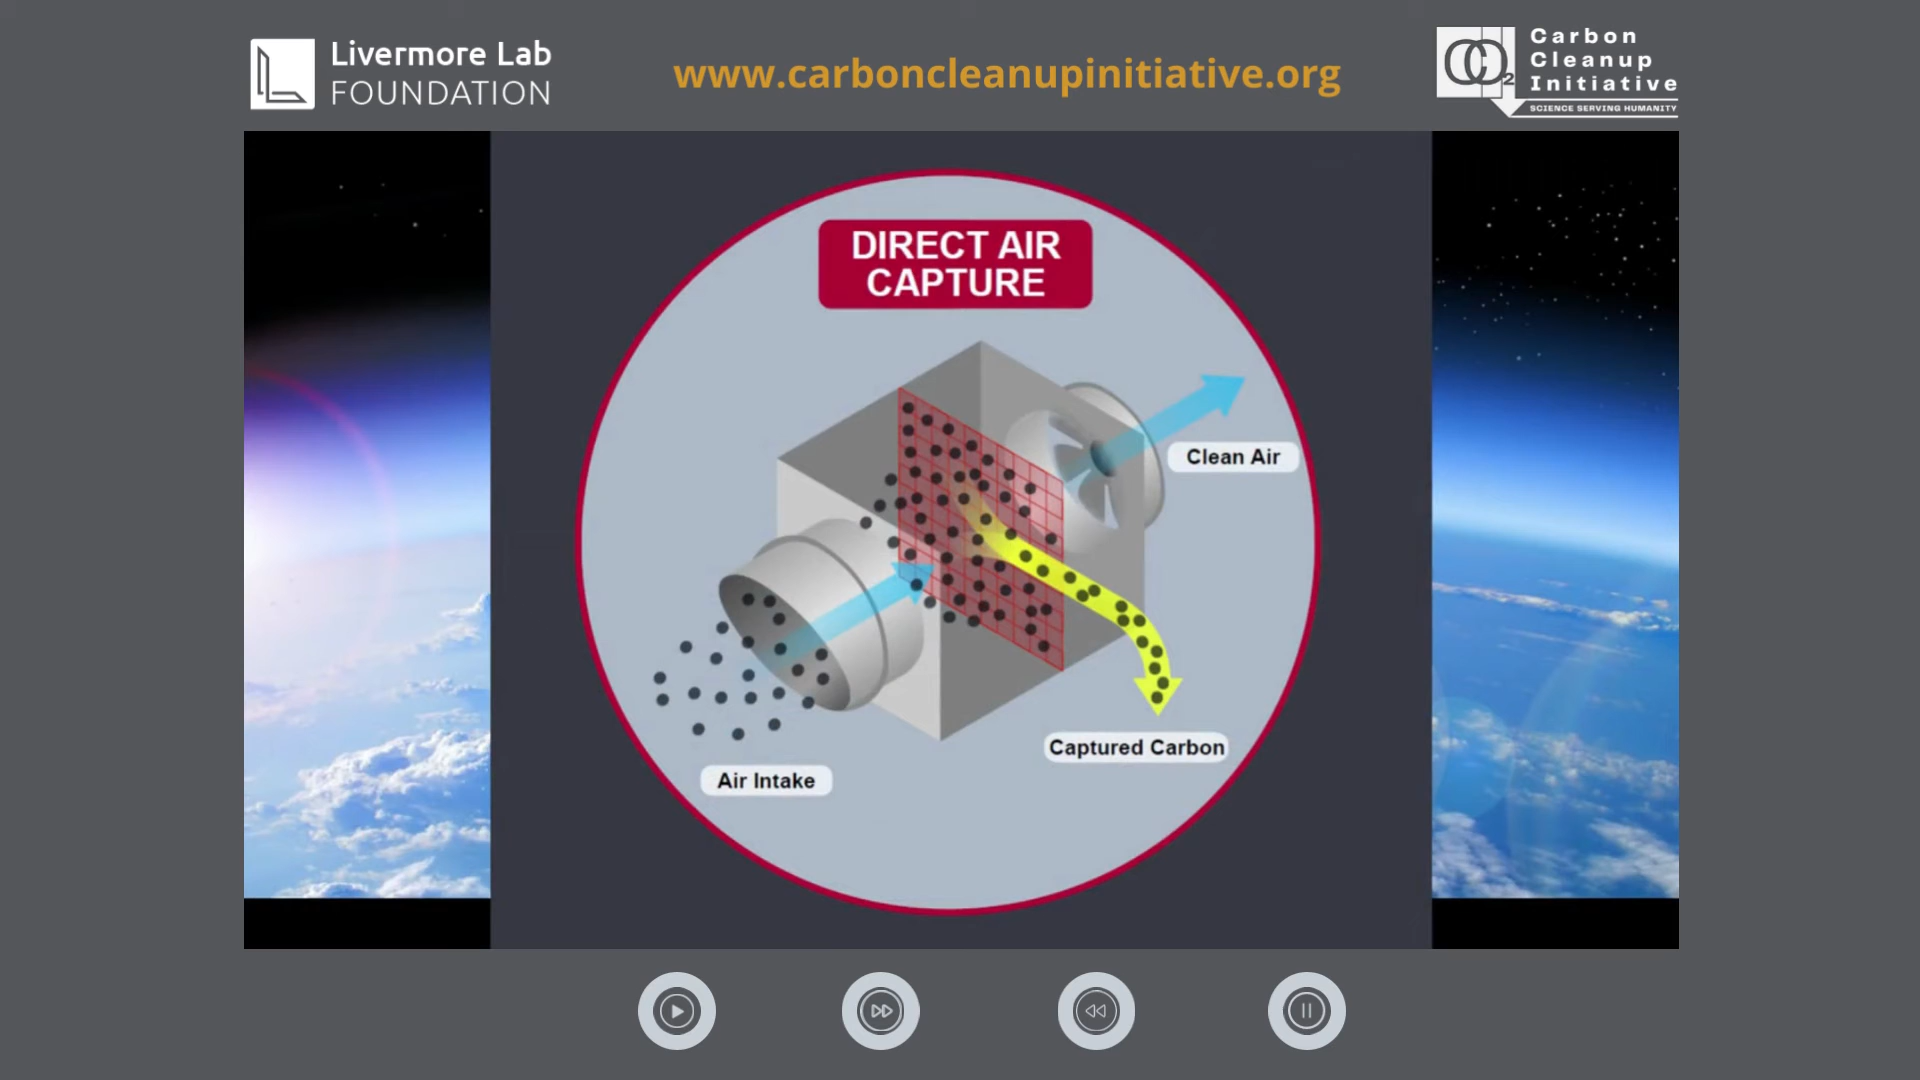 Livermore Lab
FOUNDATION
www.carboncleanupinitiative.org
CO2
Carbon
Cleanup
Initiative
SCIENCE SERVING HUMANITY
DIRECT AIR
CAPTURE
Clean Air
Captured Carbon
Air Intake